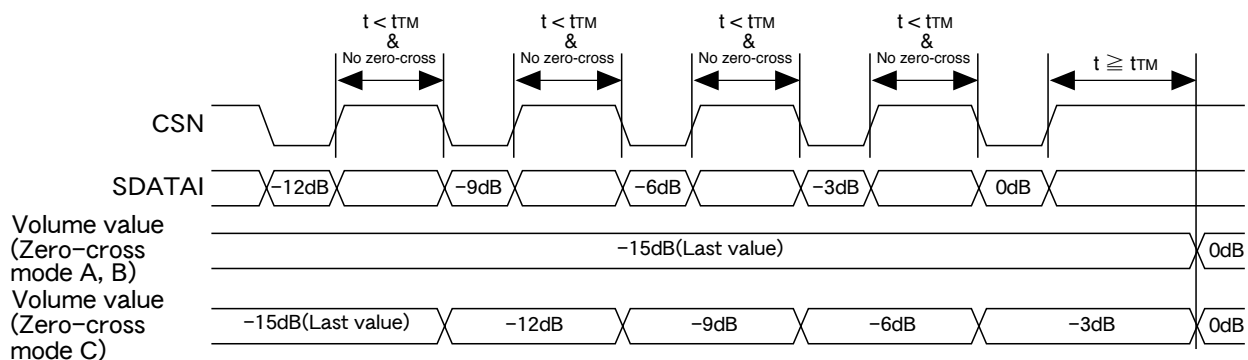 t < tTM
&
No zero-cross
t < tTM
&
No zero-cross
t < tTM
&
No zero-cross
t < tTM
&
No zero-cross
t ≧ tTM
CSN
SDATAI
-12dB
-9dB
-6dB
-3dB
0dB
Volume value
(Zero-cross
mode A, B)
-15dB(Last value)
0dB
Volume value
(Zero-cross
mode C)
-15dB(Last value)
-12dB
-9dB
-6dB
-3dB
0dB